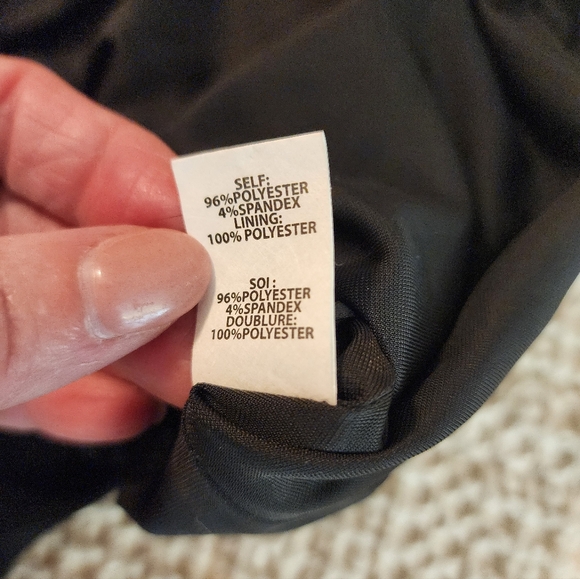 SELF:
96%POLYESTER
4%SPANDEX
LINING:
100% POLYESTER
SOI :
96%POLYESTER
4%SPANDEX
DOUBLURE:
100%POLYESTER